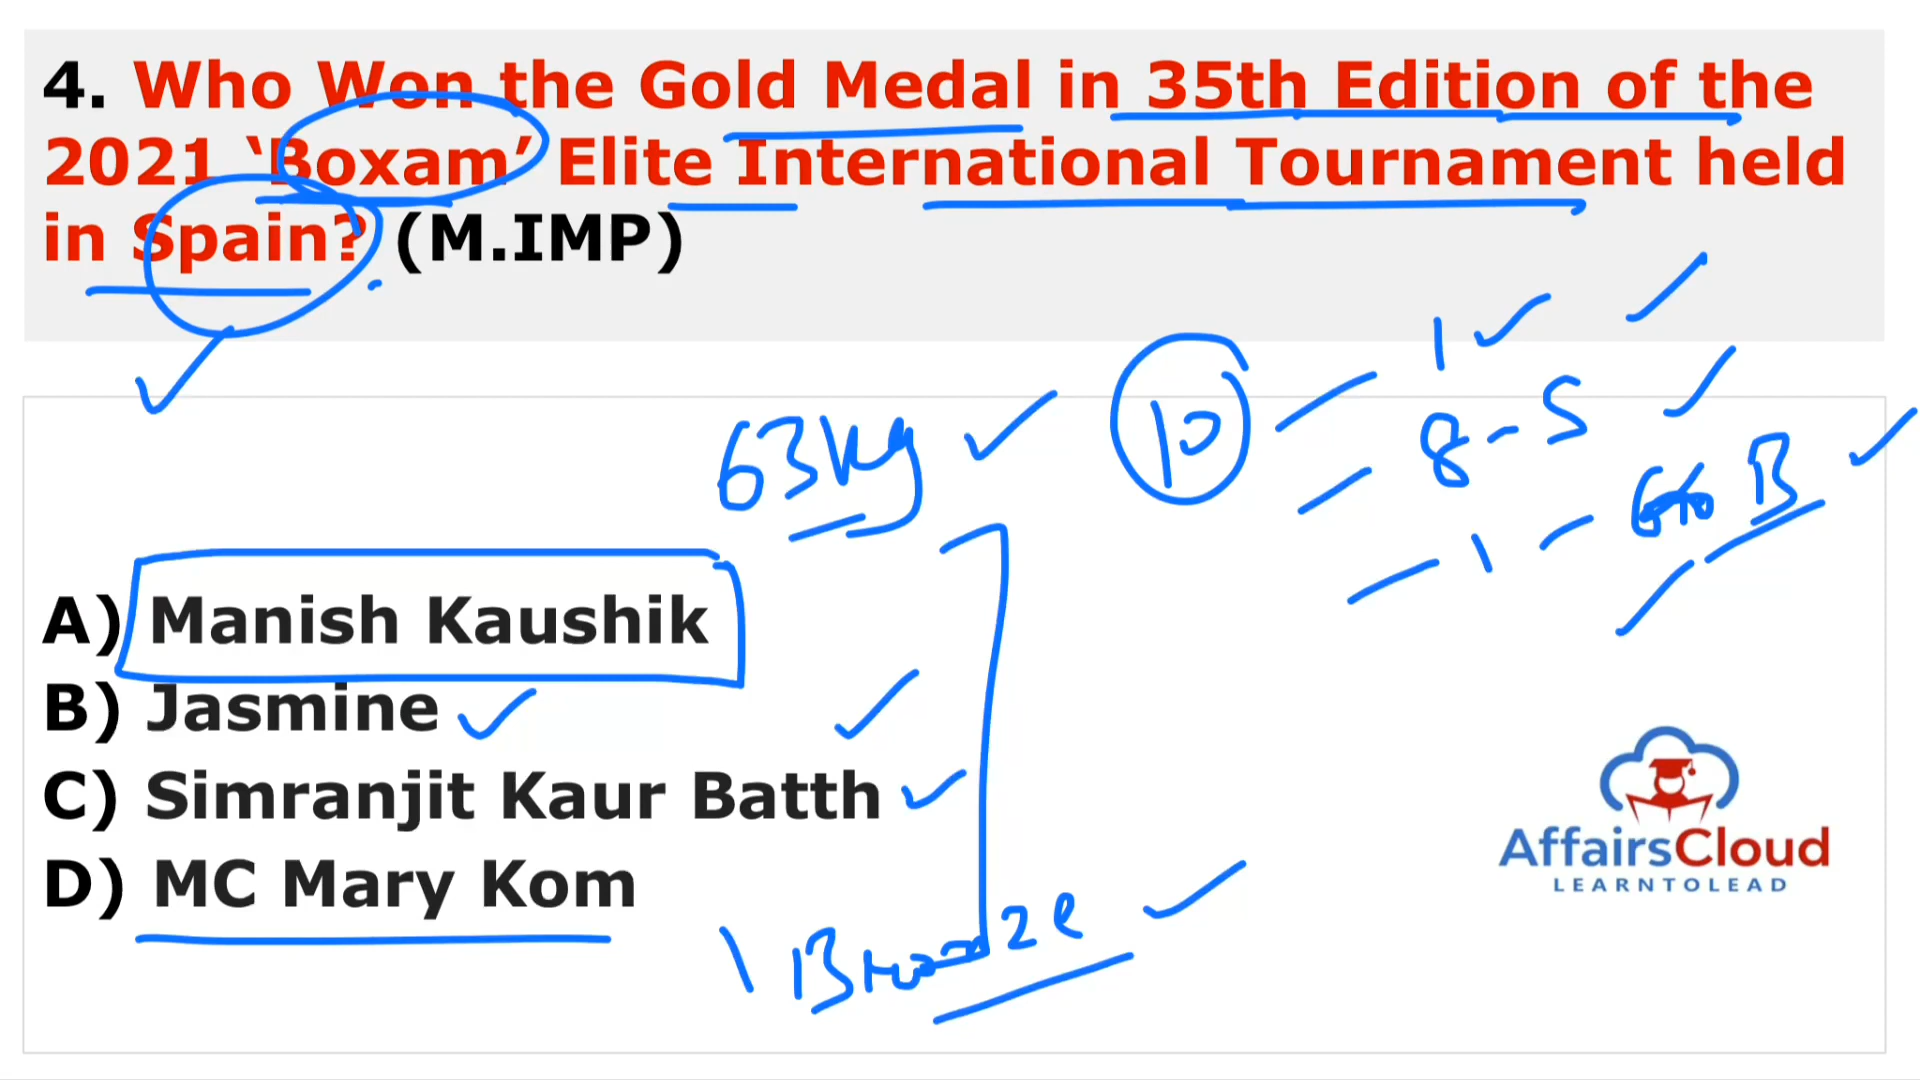 4. Who Won the Gold Medal in 35th Edition of the
2021 ‘Boxam’ Elite International Tournament held
in Spain? (M.IMP)
63kg
10
1
8-S
1 - B
A) Manish Kaushik
B) Jasmine
C) Simranjit Kaur Batth
D) MC Mary Kom
1 Bronze
AffairsCloud
LEARNTOLEAD